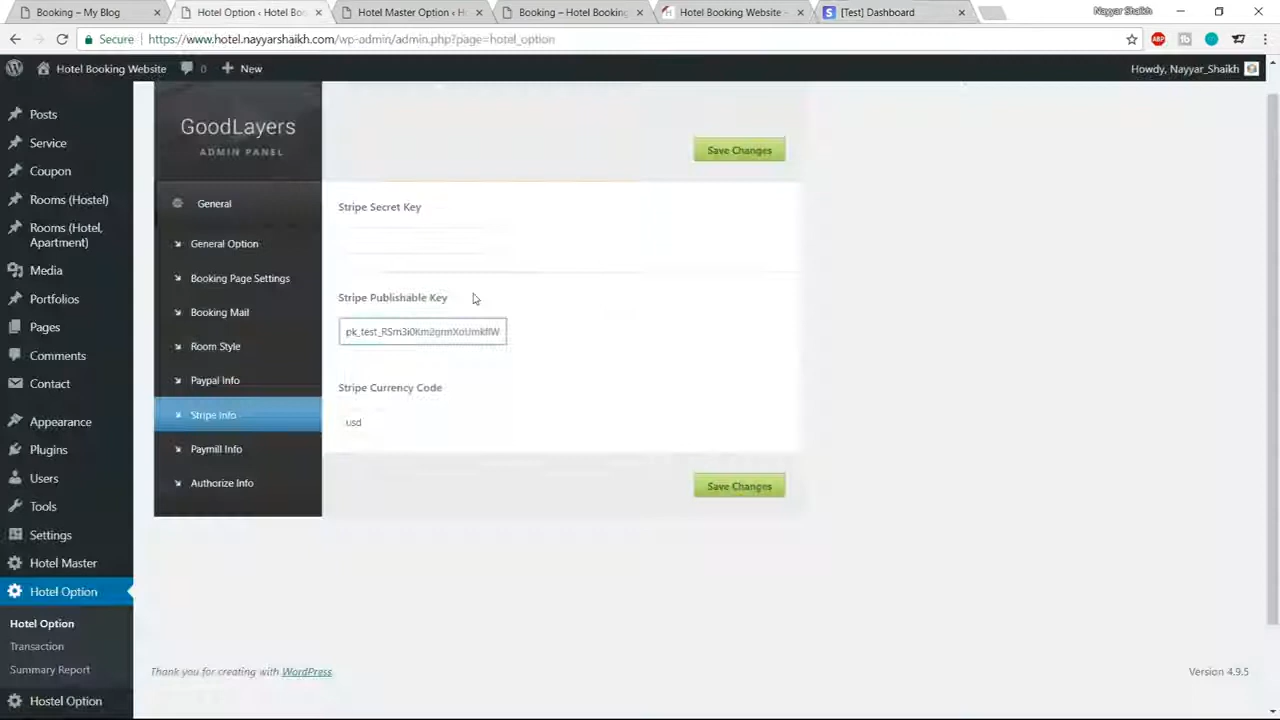 Booking – My Blog
Hotel Option ‹ Hotel Bo
Hotel Master Option ‹ H
Booking – Hotel Booking
Hotel Booking Website –
[Test] Dashboard
Nayyar Shaikh
Secure
https://www.hotel.nayyarshaikh.com/wp-admin/admin.php?page=hotel_option
Hotel Booking Website
0
New
Howdy, Nayyar_Shaikh
Posts
Service
Coupon
Rooms (Hostel)
Rooms (Hotel,
Apartment)
Media
Portfolios
Pages
Comments
Contact
Appearance
Plugins
Users
Tools
Settings
Hotel Master
Hotel Option
Hotel Option
Transaction
Summary Report
Hostel Option
GoodLayers
ADMIN PANEL
General
General Option
Booking Page Settings
Booking Mail
Room Style
Paypal Info
Stripe Info
Paymill Info
Authorize Info
Save Changes
Stripe Secret Key
Stripe Publishable Key
Stripe Currency Code
usd
Save Changes
Thank you for creating with WordPress.
Version 4.9.5